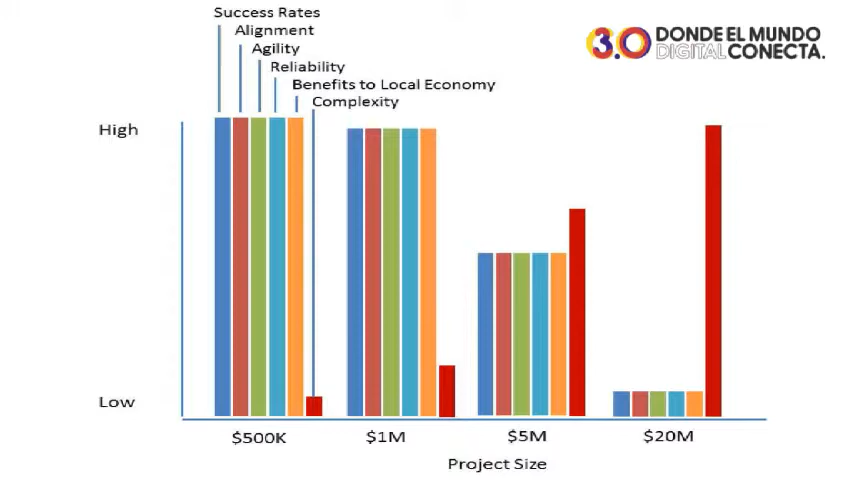 Success Rates
Alignment
Agility
Reliability
Benefits to Local Economy
Complexity
3.0 DONDE EL MUNDO
DIGITAL CONECTA.
High
Low
$500K $1M $5M $20M
Project Size